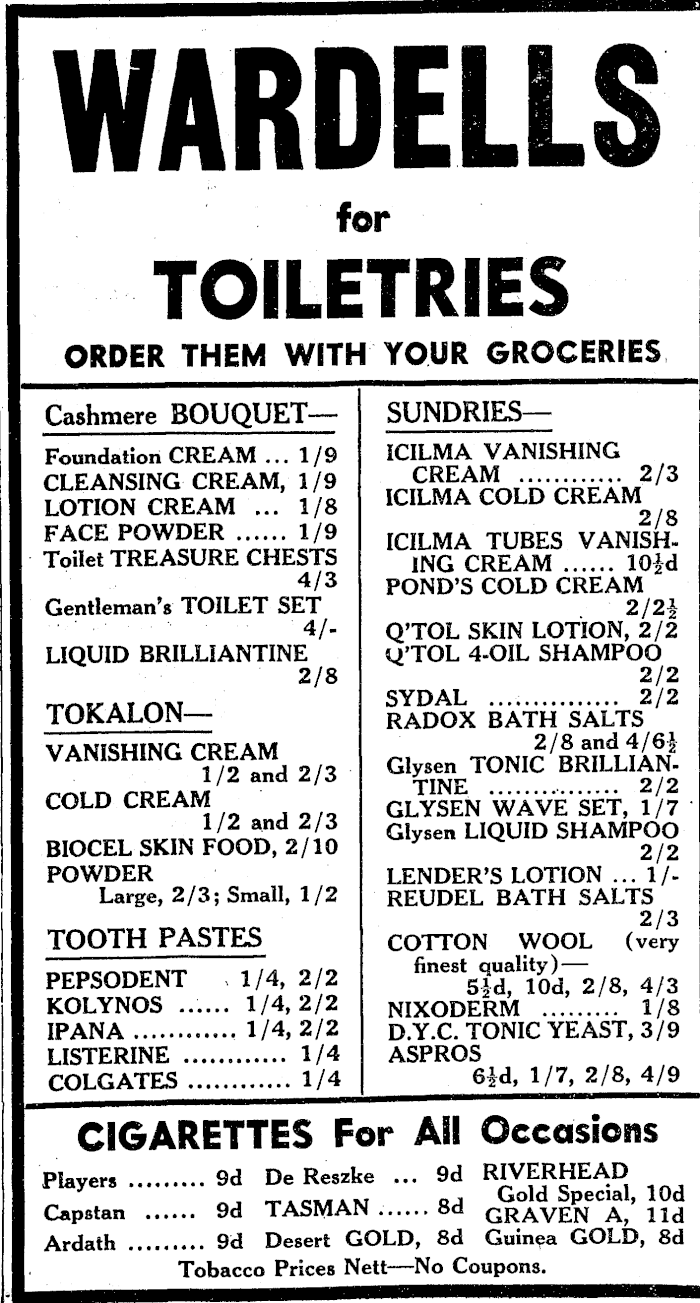 WARDELLS
for
TOILETRIES
ORDER THEM WITH YOUR GROCERIES
Cashmere BOUQUET—
Foundation CREAM ... 1/9
CLEANSING CREAM, 1/9
LOTION CREAM ... 1/8
FACE POWDER ...... 1/9
Toilet TREASURE CHESTS
4/3
Gentleman's TOILET SET
4/-
LIQUID BRILLIANTINE
2/8
TOKALON—
VANISHING CREAM
1/2 and 2/3
COLD CREAM
1/2 and 2/3
BIOCEL SKIN FOOD, 2/10
POWDER
Large, 2/3; Small, 1/2
TOOTH PASTES
PEPSODENT 1/4, 2/2
KOLYNOS ...... 1/4, 2/2
IPANA ............ 1/4, 2/2
LISTERINE ............ 1/4
COLGATES ............ 1/4
SUNDRIES—
ICILMA VANISHING
CREAM ............ 2/3
ICILMA COLD CREAM
2/8
ICILMA TUBES VANISH-
ING CREAM ...... 10½d
POND'S COLD CREAM
2/2½
Q'TOL SKIN LOTION, 2/2
Q'TOL 4-OIL SHAMPOO
2/2
SYDAL ............... 2/2
RADOX BATH SALTS
2/8 and 4/6½
Glysen TONIC BRILLIAN-
TINE ............... 2/2
GLYSEN WAVE SET, 1/7
Glysen LIQUID SHAMPOO
2/2
LENDER'S LOTION ... 1/-
REUDEL BATH SALTS
2/3
COTTON WOOL (very
finest quality)—
5½d, 10d, 2/8, 4/3
NIXODERM ......... 1/8
D.Y.C. TONIC YEAST, 3/9
ASPROS
6½d, 1/7, 2/8, 4/9
CIGARETTES For All Occasions
Players ......... 9d
Capstan ...... 9d
Ardath ......... 9d
De Reszke ... 9d
TASMAN ...... 8d
Desert GOLD, 8d
RIVERHEAD
Gold Special, 10d
GRAVEN A, 11d
Guinea GOLD, 8d
Tobacco Prices Nett—No Coupons.